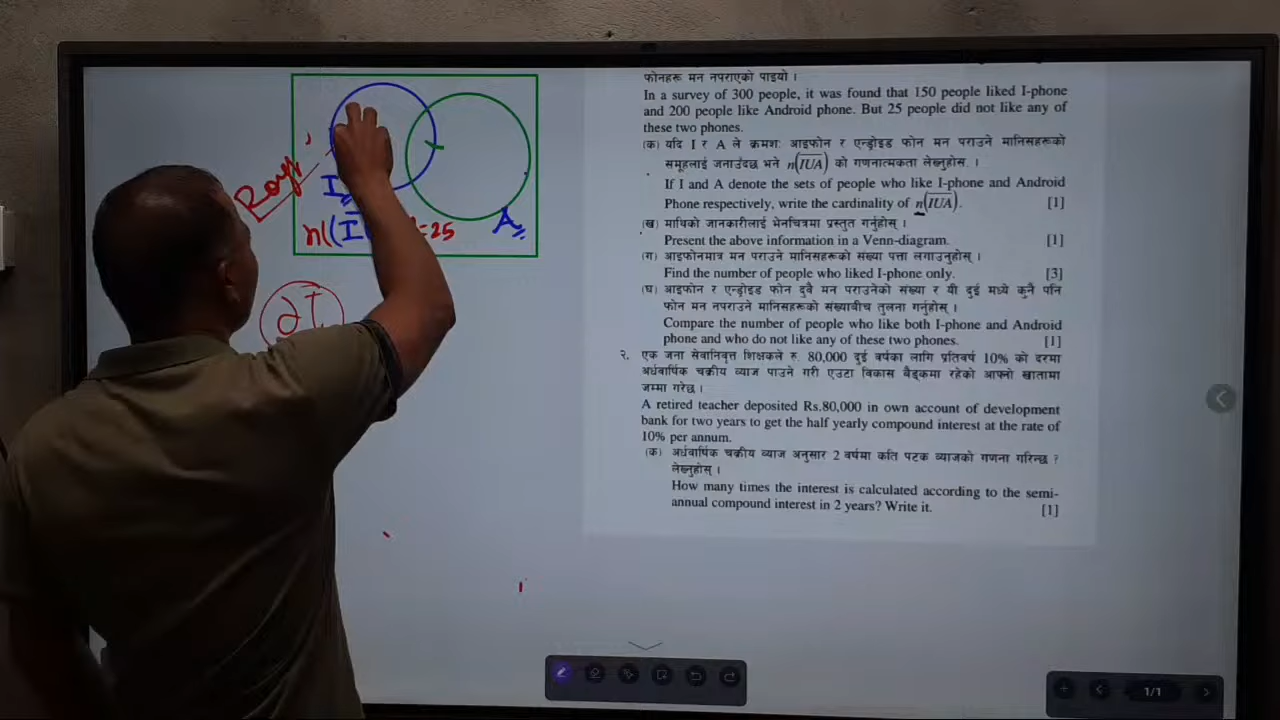 फोनहरू मन नपराएको पाइयो ।
In a survey of 300 people, it was found that 150 people liked I-phone
and 200 people like Android phone. But 25 people did not like any of
these two phones.
(क) यदि I र A ले क्रमशः आइफोन र एन्ड्रोइड फोन मन पराउने मानिसहरूको
समूहलाई जनाउँदछ भने n(I∪A)̅ को गणनात्मकता लेख्नुहोस् ।
If I and A denote the sets of people who like I-phone and Android
Phone respectively, write the cardinality of n(I∪A)̅. [1]
(ख) माथिको जानकारीलाई भेनचित्रमा प्रस्तुत गर्नुहोस् ।
Present the above information in a Venn-diagram. [1]
(ग) आइफोनमात्र मन पराउने मानिसहरूको संख्या पत्ता लगाउनुहोस् ।
Find the number of people who liked I-phone only. [3]
(घ) आइफोन र एन्ड्रोइड फोन दुवै मन पराउनेको संख्या र यी दुई मध्ये कुनै पनि
फोन मन नपराउने मानिसहरूको संख्याबीच तुलना गर्नुहोस् ।
Compare the number of people who like both I-phone and Android
phone and who do not like any of these two phones. [1]
२. एक जना सेवानिवृत्त शिक्षकले रु. 80,000 दुई वर्षका लागि प्रतिवर्ष 10% को दरमा
अर्धवार्षिक चक्रीय ब्याज पाउने गरी एउटा विकास बैङ्कमा रहेको आफ्नो खातामा
जम्मा गरेछ ।
A retired teacher deposited Rs.80,000 in own account of development
bank for two years to get the half yearly compound interest at the rate of
10% per annum.
(क) अर्धवार्षिक चक्रीय ब्याज अनुसार 2 वर्षमा कति पटक ब्याजको गणना गरिन्छ ?
लेख्नुहोस् ।
How many times the interest is calculated according to the semi-
annual compound interest in 2 years? Write it. [1]
I
A
= 25
1/1